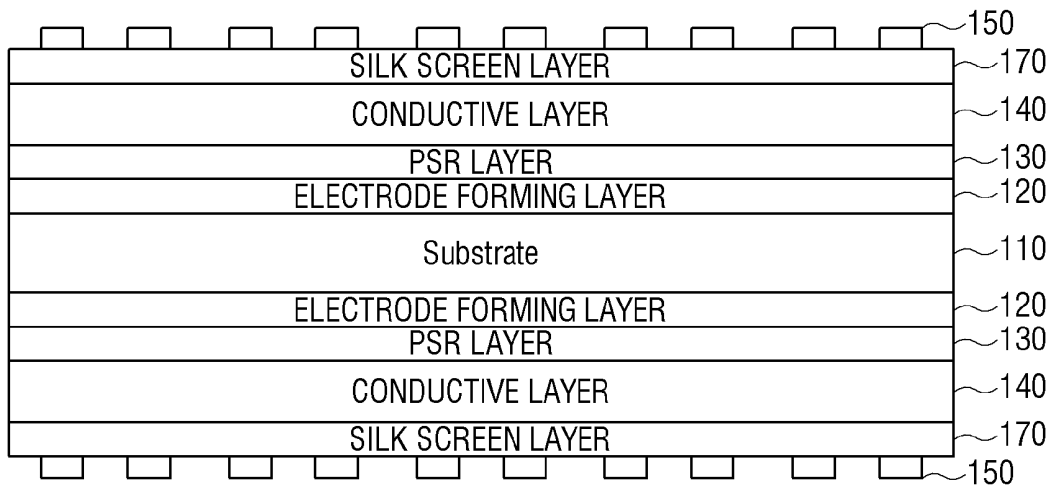 150
SILK SCREEN LAYER 170
CONDUCTIVE LAYER 140
PSR LAYER 130
ELECTRODE FORMING LAYER 120
Substrate 110
ELECTRODE FORMING LAYER 120
PSR LAYER 130
CONDUCTIVE LAYER 140
SILK SCREEN LAYER 170
150